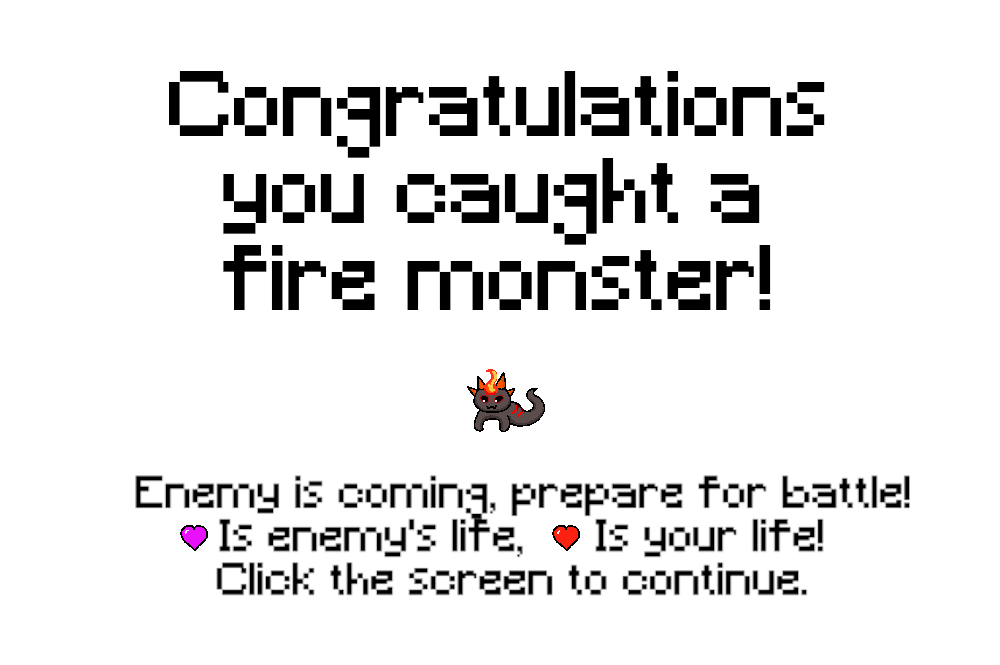 Congratulations
you caught a
fire monster!
Enemy is coming, prepare for battle!
Is enemy's life, Is your life!
Click the screen to continue.